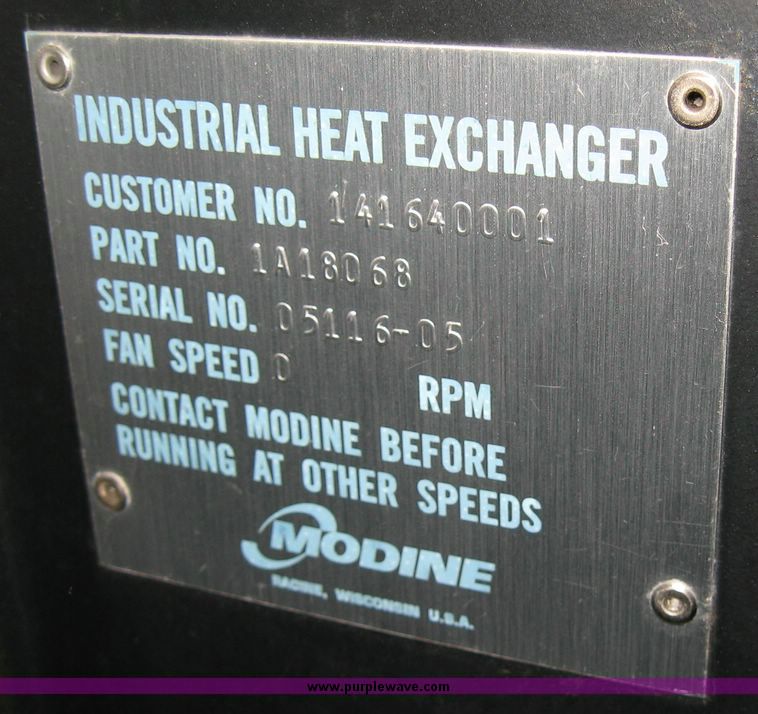 INDUSTRIAL HEAT EXCHANGER
CUSTOMER NO. 141640001
PART NO. 1A18068
SERIAL NO. 05116-05
FAN SPEED 0 RPM
CONTACT MODINE BEFORE
RUNNING AT OTHER SPEEDS
MODINE
RACINE, WISCONSIN U.S.A.
www.purplewave.com